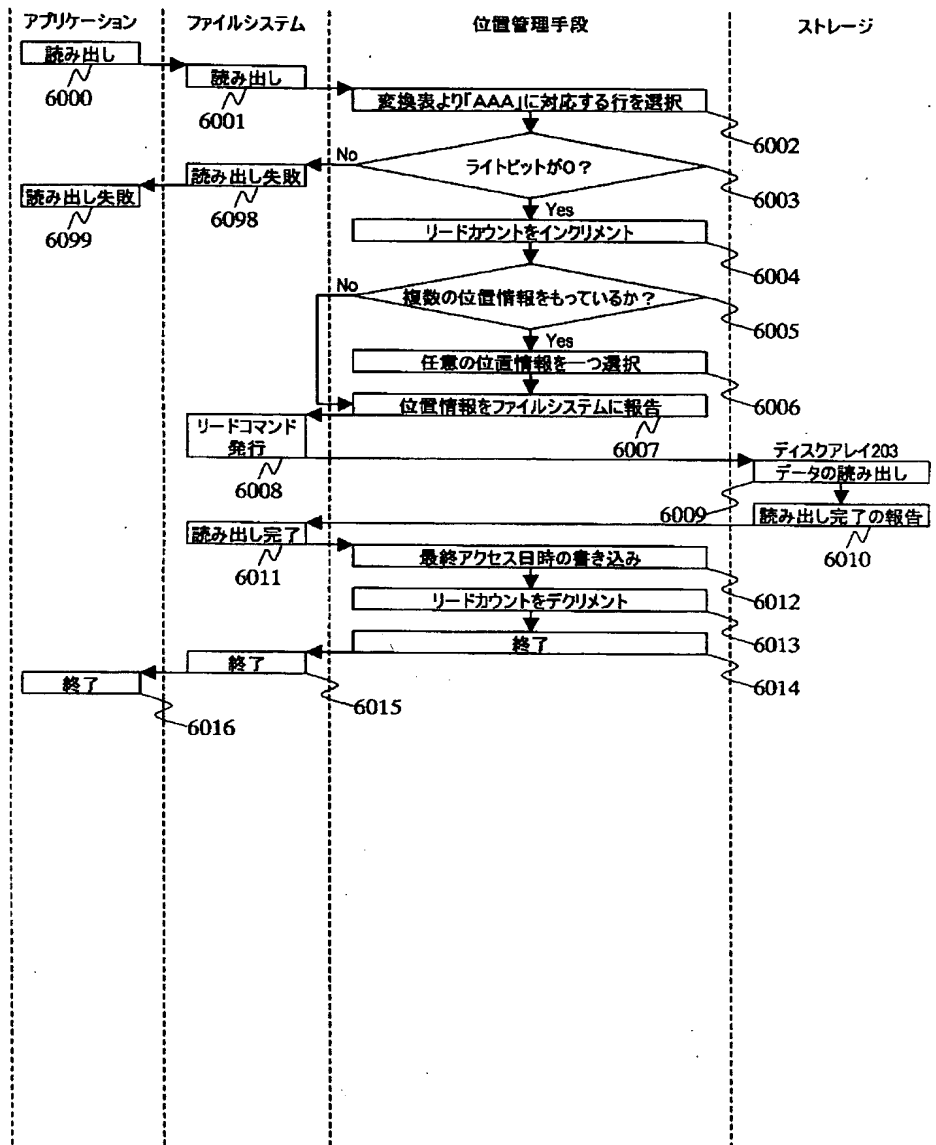 アプリケーション
ファイルシステム
位置管理手段
ストレージ
読み出し
6000
読み出し
6001
変換表より「AAA」に対応する行を選択
6002
ライトビットが0?
No
Yes
6003
読み出し失敗
6098
読み出し失敗
6099
リードカウントをインクリメント
6004
複数の位置情報をもっているか?
No
Yes
6005
任意の位置情報を一つ選択
6006
位置情報をファイルシステムに報告
6007
リードコマンド
発行
6008
ディスクアレイ203
データの読み出し
6009
読み出し完了の報告
6010
読み出し完了
6011
最終アクセス日時の書き込み
6012
リードカウントをデクリメント
6013
終了
6014
終了
6015
終了
6016